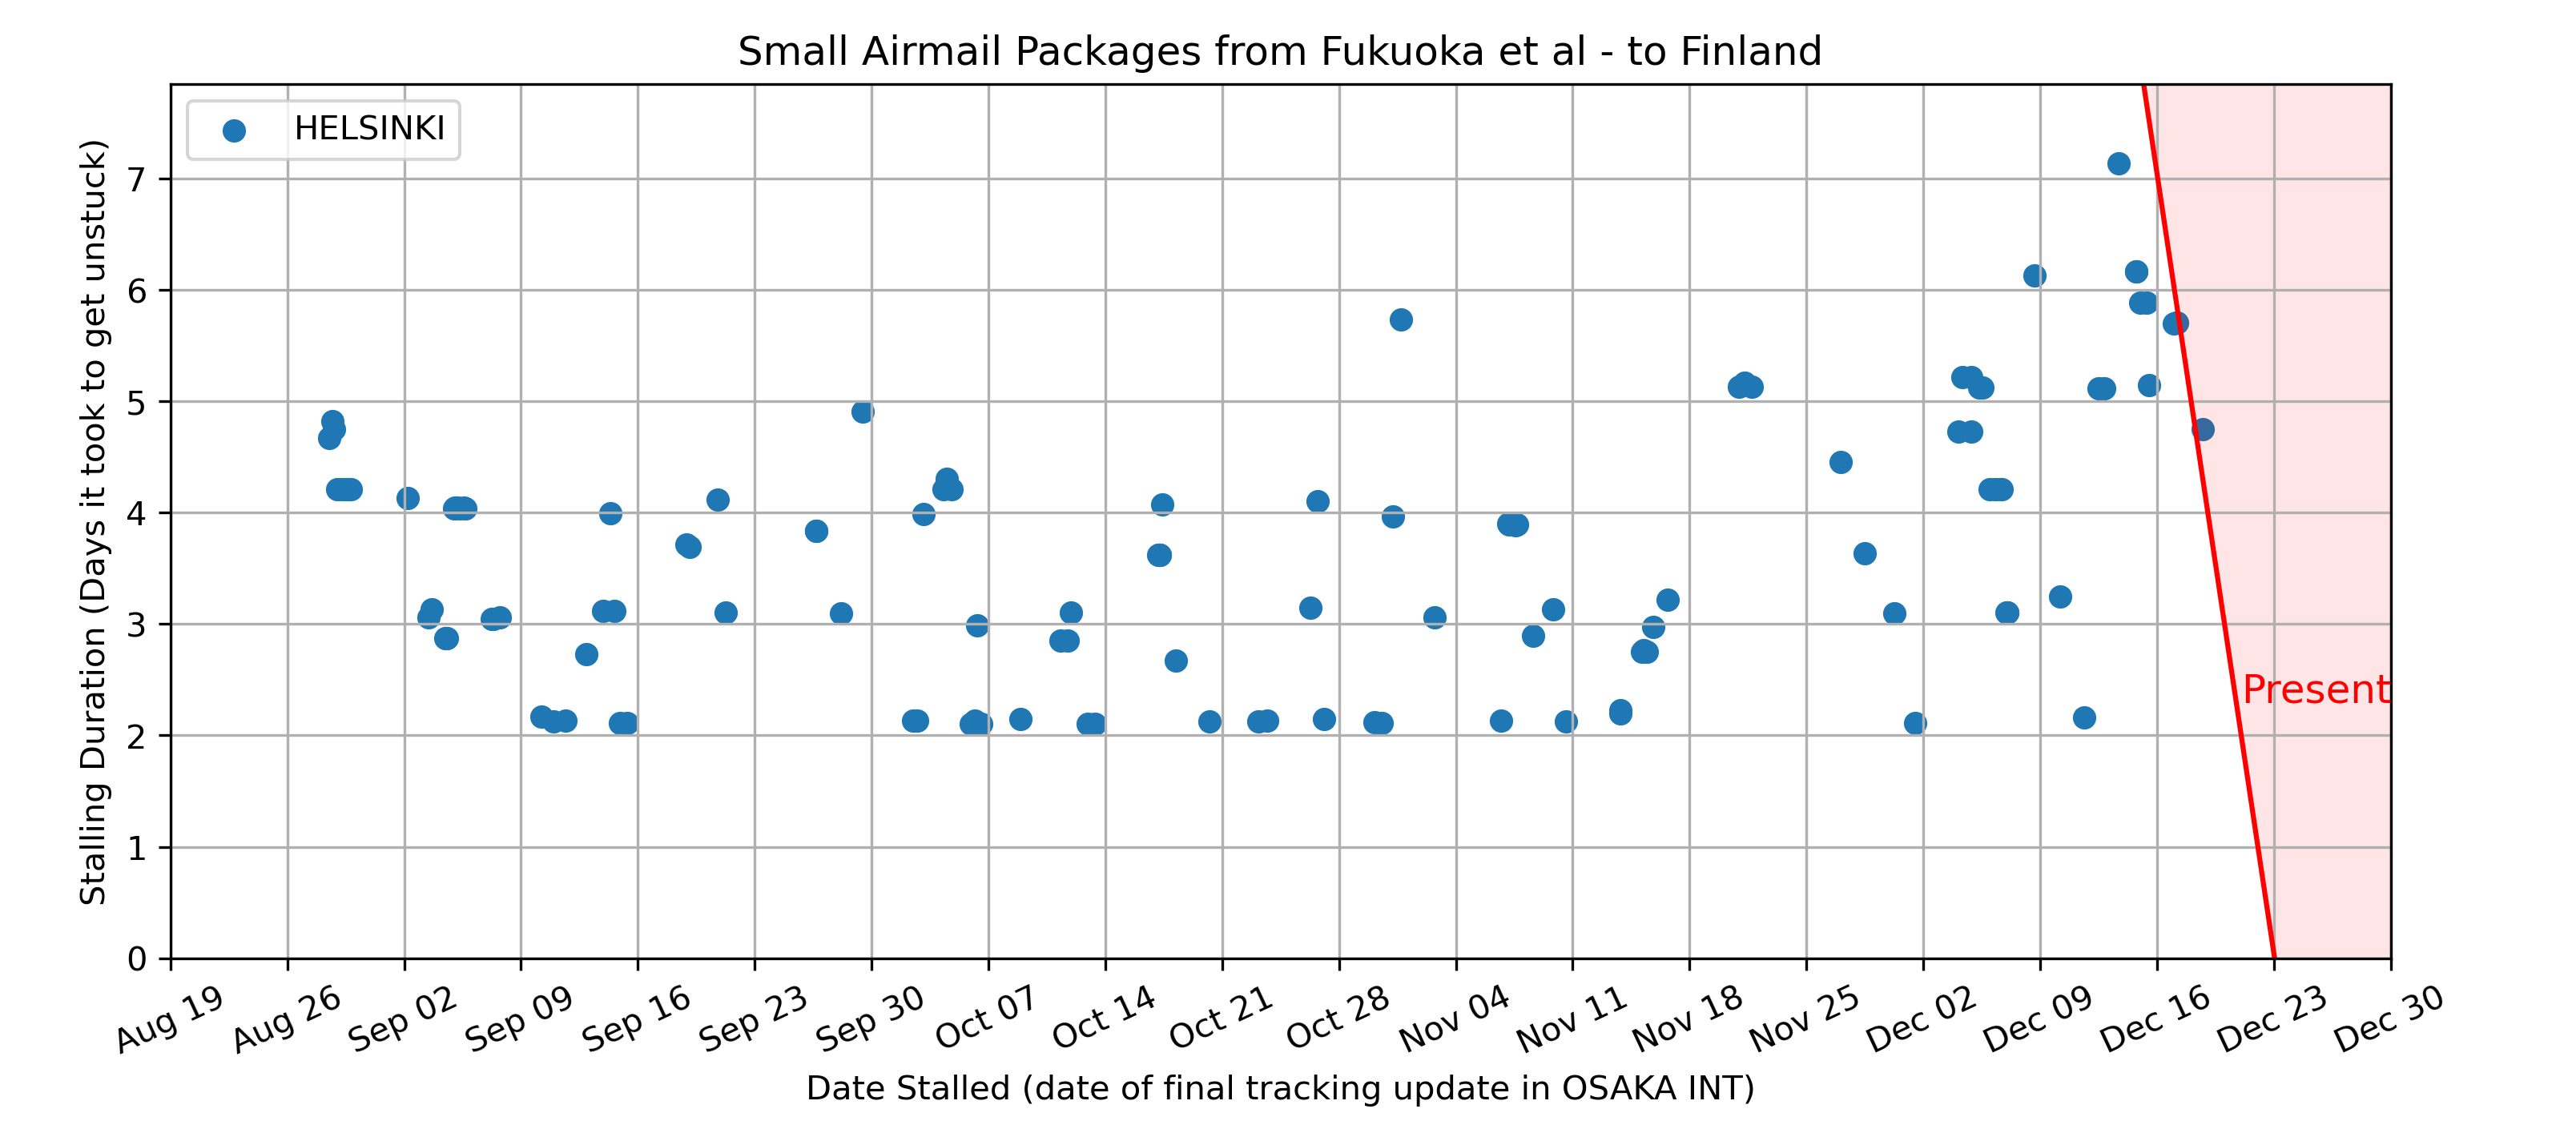 Small Airmail Packages from Fukuoka et al - to Finland
HELSINKI
Stalling Duration (Days it took to get unstuck)
7
6
5
4
3
2
1
0
Present
Aug 19
Aug 26
Sep 02
Sep 09
Sep 16
Sep 23
Sep 30
Oct 07
Oct 14
Oct 21
Oct 28
Nov 04
Nov 11
Nov 18
Nov 25
Dec 02
Dec 09
Dec 16
Dec 23
Dec 30
Date Stalled (date of final tracking update in OSAKA INT)